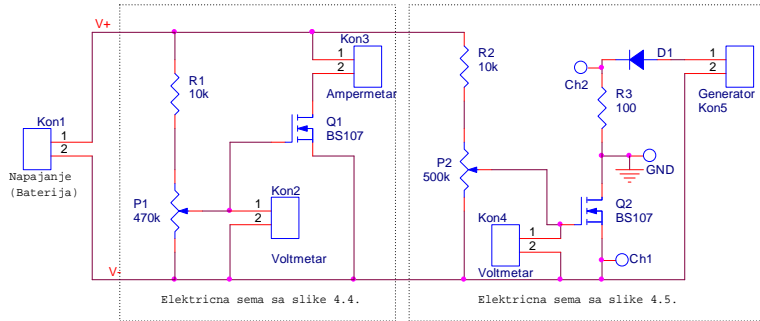 V+
Kon1
1
2
Napajanje
(Baterija)
V-
R1
10k
P1
470k
Kon3
1
2
Ampermetar
Q1
BS107
Kon2
1
2
Voltmetar
Elektricna sema sa slike 4.4.
R2
10k
P2
500k
Kon4
1
2
Voltmetar
Ch2
D1
R3
100
1
2
Generator
Kon5
GND
Q2
BS107
Ch1
Elektricna sema sa slike 4.5.